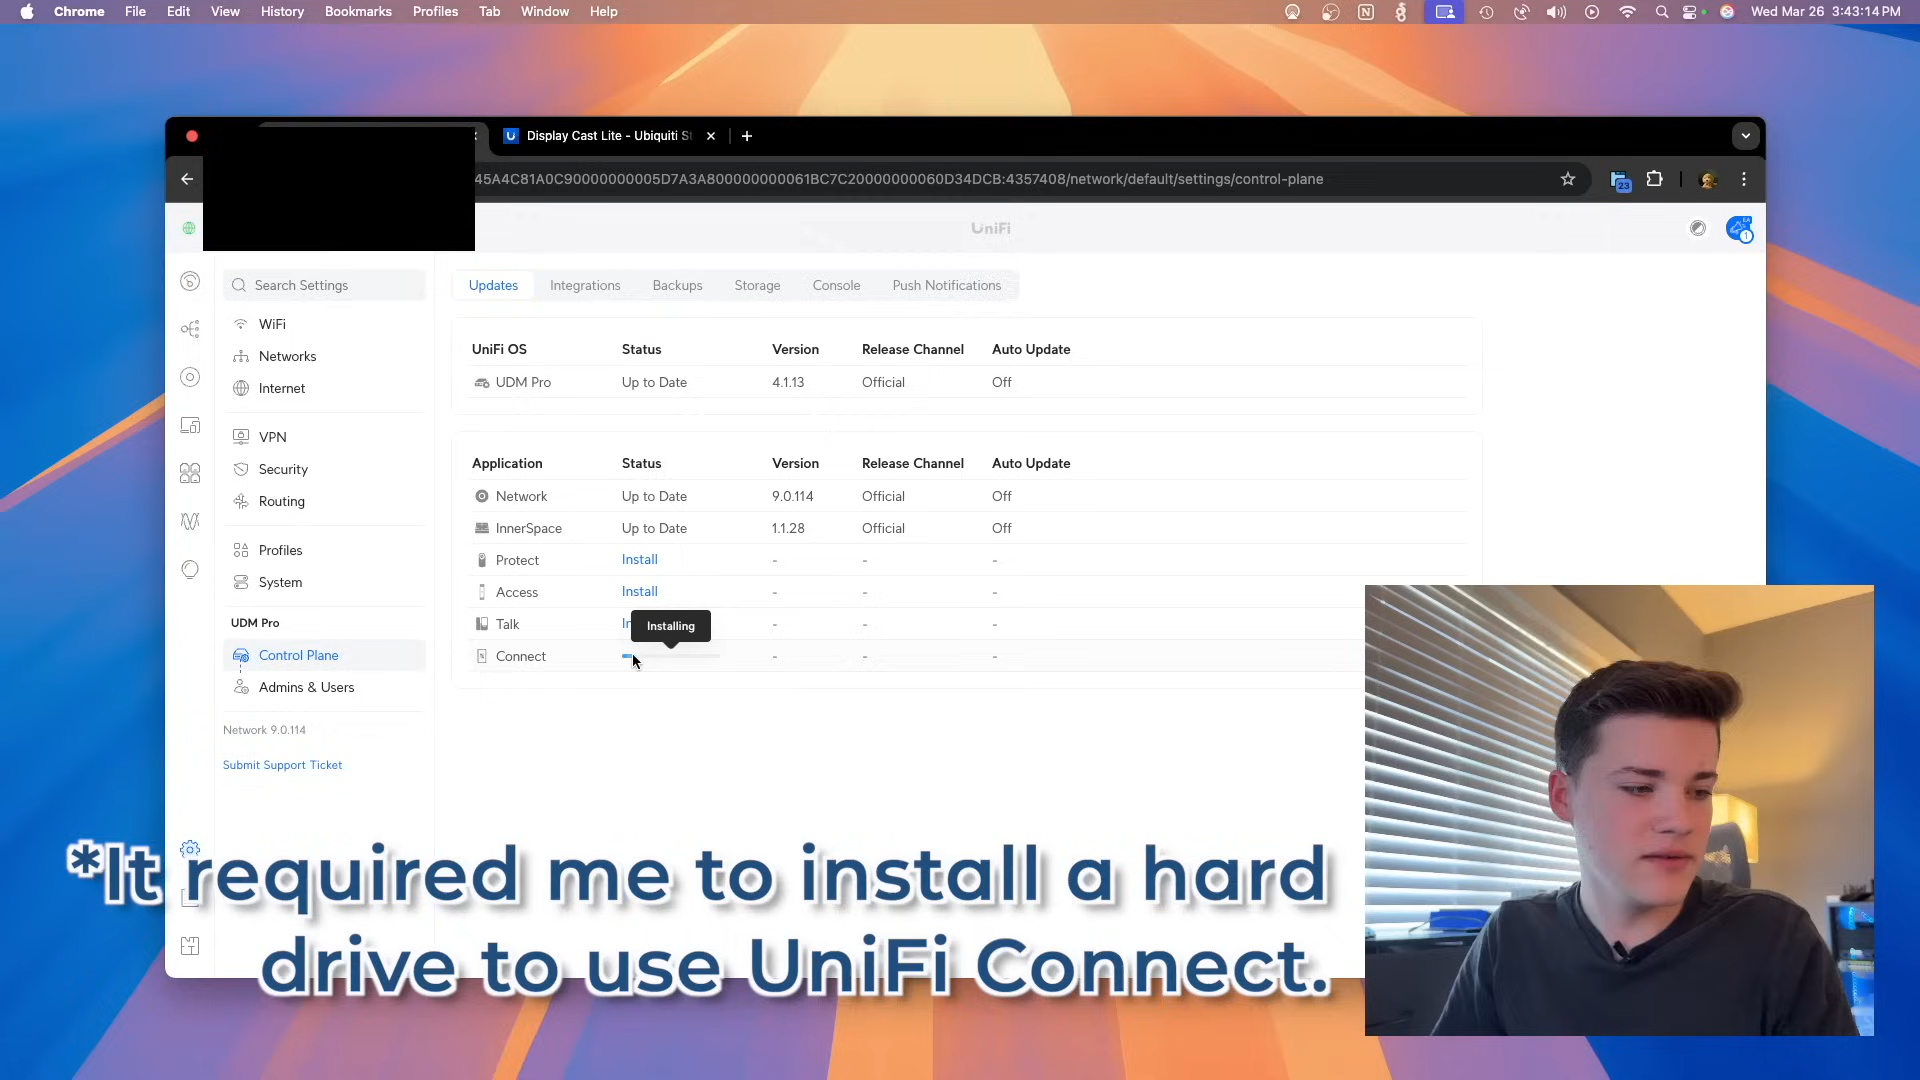 Chrome File Edit View History Bookmarks Profiles Tab Window Help Wed Mar 26 3:43:14 PM
Display Cast Lite - Ubiquiti
45A4C81A0C90000000005D7A3A800000000061BC7C20000000060D34DCB:4357408/network/default/settings/control-plane
23
UniFi
EA
1
Search Settings
WiFi
Networks
Internet
VPN
Security
Routing
Profiles
System
UDM Pro
Control Plane
Admins & Users
Network 9.0.114
Submit Support Ticket
Updates Integrations Backups Storage Console Push Notifications
UniFi OS Status Version Release Channel Auto Update
UDM Pro Up to Date 4.1.13 Official Off
Application Status Version Release Channel Auto Update
Network Up to Date 9.0.114 Official Off
InnerSpace Up to Date 1.1.28 Official Off
Protect Install - - -
Access Install - - -
Talk - - -
Installing
Connect - - -
*It required me to install a hard
drive to use UniFi Connect.